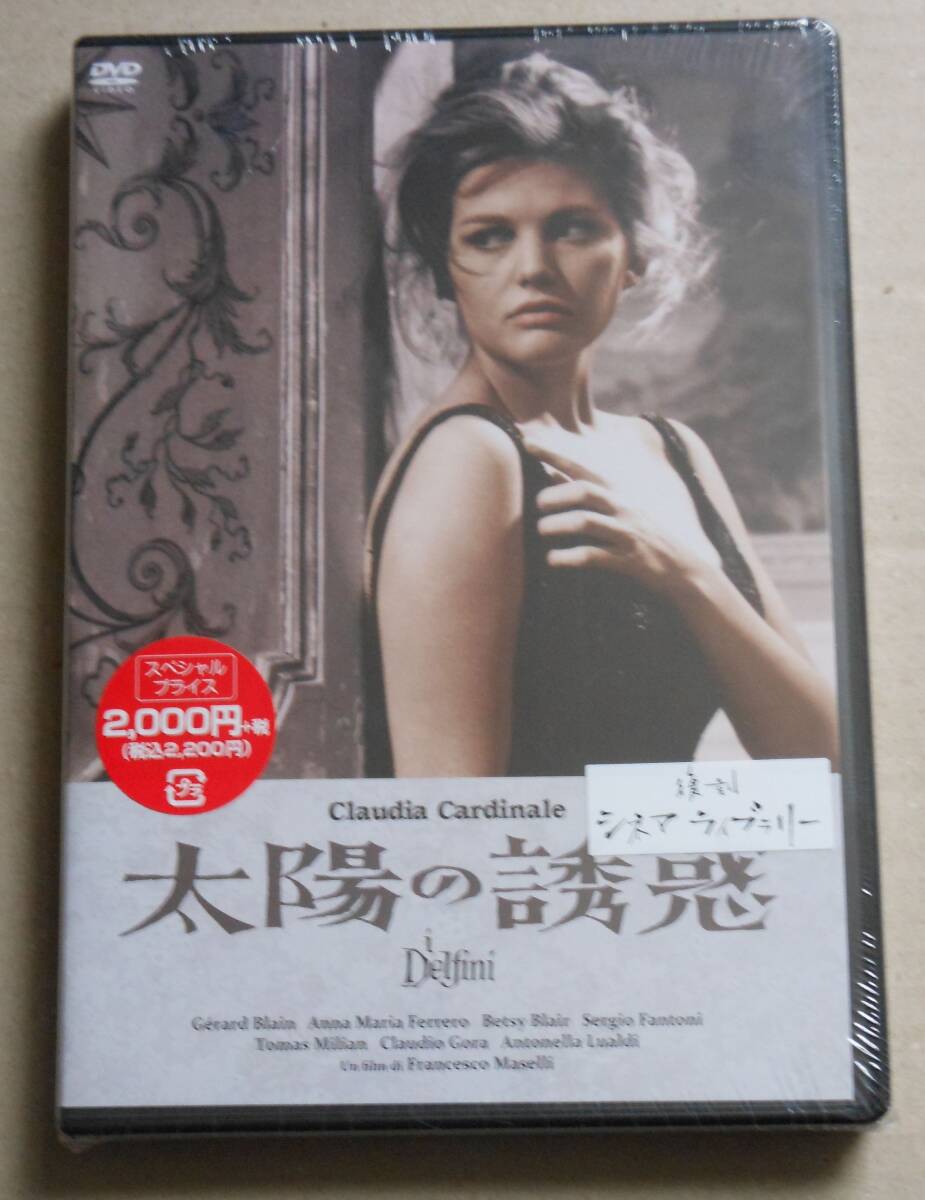 DVD
VIDEO
スペシャル
プライス
2,000円+税
(税込2,200円)
プラ
Claudia Cardinale
復刻
シネマ ライブラリー
太陽の誘惑
i
Delfini
Gérard Blain Anna Maria Ferrero Betsy Blair Sergio Fantoni
Tomas Milian Claudio Gora Antonella Lualdi
Un film di Francesco Maselli